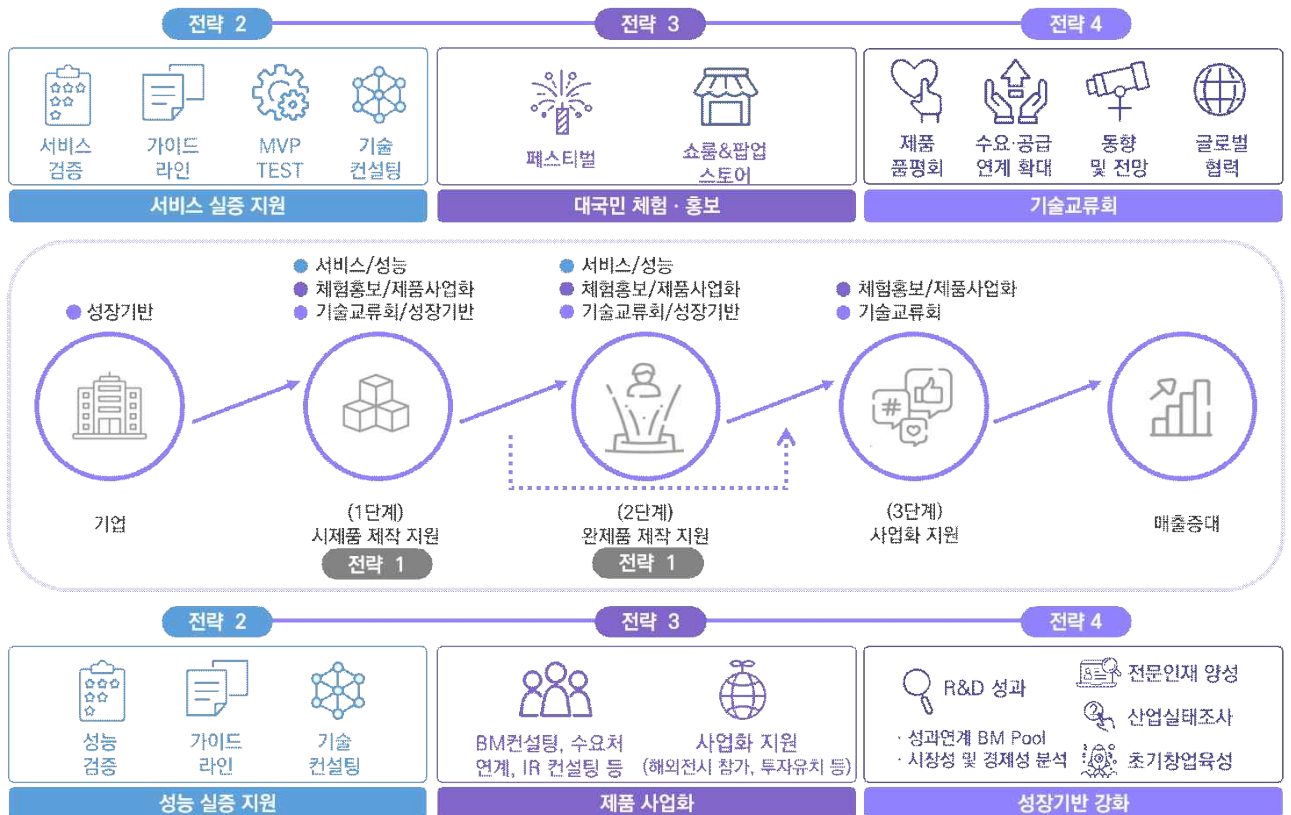 전략 2
전략 3
전략 4
서비스
검증
가이드
라인
MVP
TEST
기술
컨설팅
서비스 실증 지원
페스티벌
쇼룸&팝업
스토어
대국민 체험 · 홍보
제품
품평회
수요·공급
연계 확대
동향
및 전망
글로벌
협력
기술교류회
성장기반
서비스/성능
체험홍보/제품사업화
기술교류회/성장기반
서비스/성능
체험홍보/제품사업화
기술교류회/성장기반
체험홍보/제품사업화
기술교류회
#
기업
(1단계)
시제품 제작 지원
전략 1
(2단계)
완제품 제작 지원
전략 1
(3단계)
사업화 지원
매출증대
전략 2
전략 3
전략 4
성능
검증
가이드
라인
기술
컨설팅
성능 실증 지원
BM컨설팅, 수요처
연계, IR 컨설팅 등
사업화 지원
(해외전시 참가, 투자유치 등)
제품 사업화
R&D 성과
· 성과연계 BM Pool
· 시장성 및 경제성 분석
전문인재 양성
산업실태조사
초기창업육성
성장기반 강화